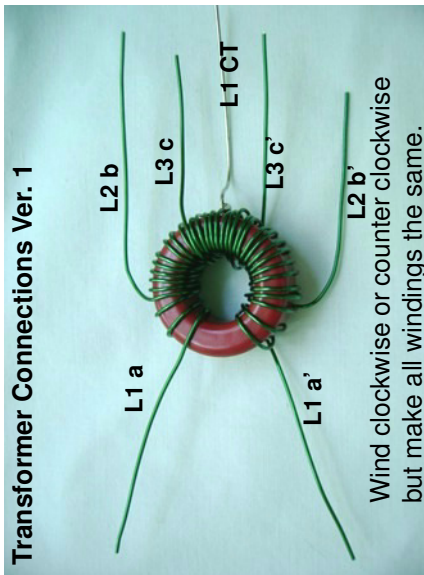 Transformer Connections Ver. 1
L2 b
L1 a
L3 c
L1 CT
L3 c’
L1 a’
L2 b’
Wind clockwise or counter clockwise
but make all windings the same.